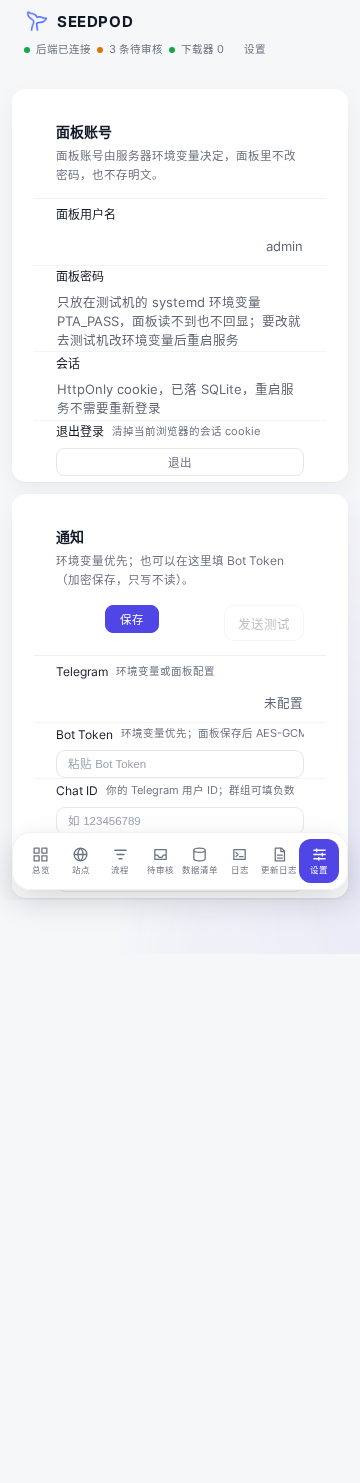 SEEDPOD
后端已连接 3 条待审核 下载器 0 设置
面板账号
面板账号由服务器环境变量决定，面板里不改
密码，也不存明文。
面板用户名
admin
面板密码
只放在测试机的 systemd 环境变量
PTA_PASS，面板读不到也不回显；要改就
去测试机改环境变量后重启服务
会话
HttpOnly cookie，已落 SQLite，重启服
务不需要重新登录
退出登录 清掉当前浏览器的会话 cookie
退出
通知
环境变量优先；也可以在这里填 Bot Token
（加密保存，只写不读）。
保存 发送测试
Telegram 环境变量或面板配置
未配置
Bot Token 环境变量优先；面板保存后 AES-GCM
粘贴 Bot Token
Chat ID 你的 Telegram 用户 ID；群组可填负数
如 123456789
总览 站点 流程 待审核 数据清单 日志 更新日志 设置